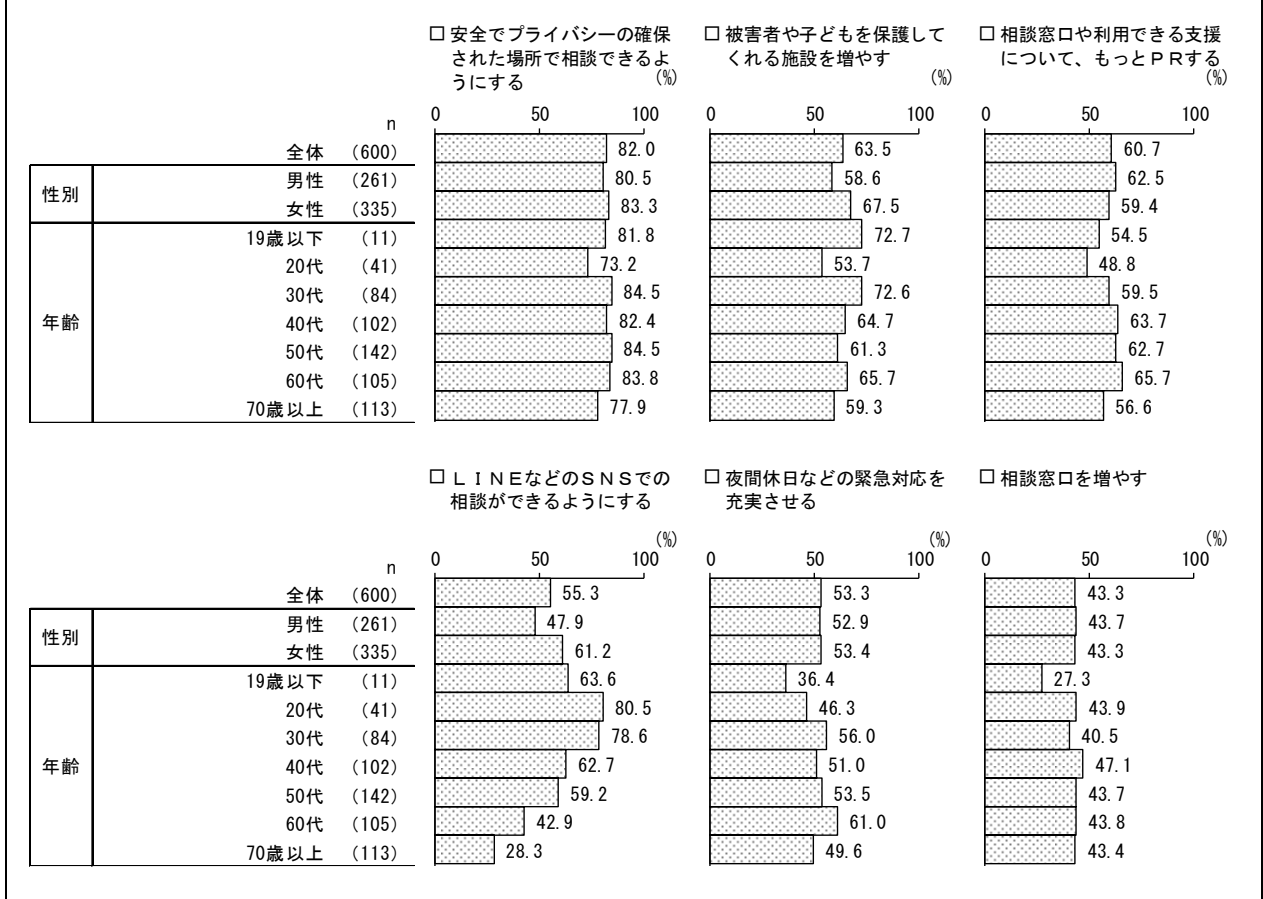 □ 安全でプライバシーの確保
された場所で相談できるよ
うにする
(%)
□ 被害者や子どもを保護して
くれる施設を増やす
(%)
□ 相談窓口や利用できる支援
について、もっとＰＲする
(%)
n
0 50 100
0 50 100
0 50 100
全体 (600) 82.0 63.5 60.7
性別
男性 (261) 80.5 58.6 62.5
女性 (335) 83.3 67.5 59.4
年齢
19歳以下 (11) 81.8 72.7 54.5
20代 (41) 73.2 53.7 48.8
30代 (84) 84.5 72.6 59.5
40代 (102) 82.4 64.7 63.7
50代 (142) 84.5 61.3 62.7
60代 (105) 83.8 65.7 65.7
70歳以上 (113) 77.9 59.3 56.6
□ ＬＩＮＥなどのＳＮＳでの
相談ができるようにする
(%)
□ 夜間休日などの緊急対応を
充実させる
(%)
□ 相談窓口を増やす
(%)
n
0 50 100
0 50 100
0 50 100
全体 (600) 55.3 53.3 43.3
性別
男性 (261) 47.9 52.9 43.7
女性 (335) 61.2 53.4 43.3
年齢
19歳以下 (11) 63.6 36.4 27.3
20代 (41) 80.5 46.3 43.9
30代 (84) 78.6 56.0 40.5
40代 (102) 62.7 51.0 47.1
50代 (142) 59.2 53.5 43.7
60代 (105) 42.9 61.0 43.8
70歳以上 (113) 28.3 49.6 43.4